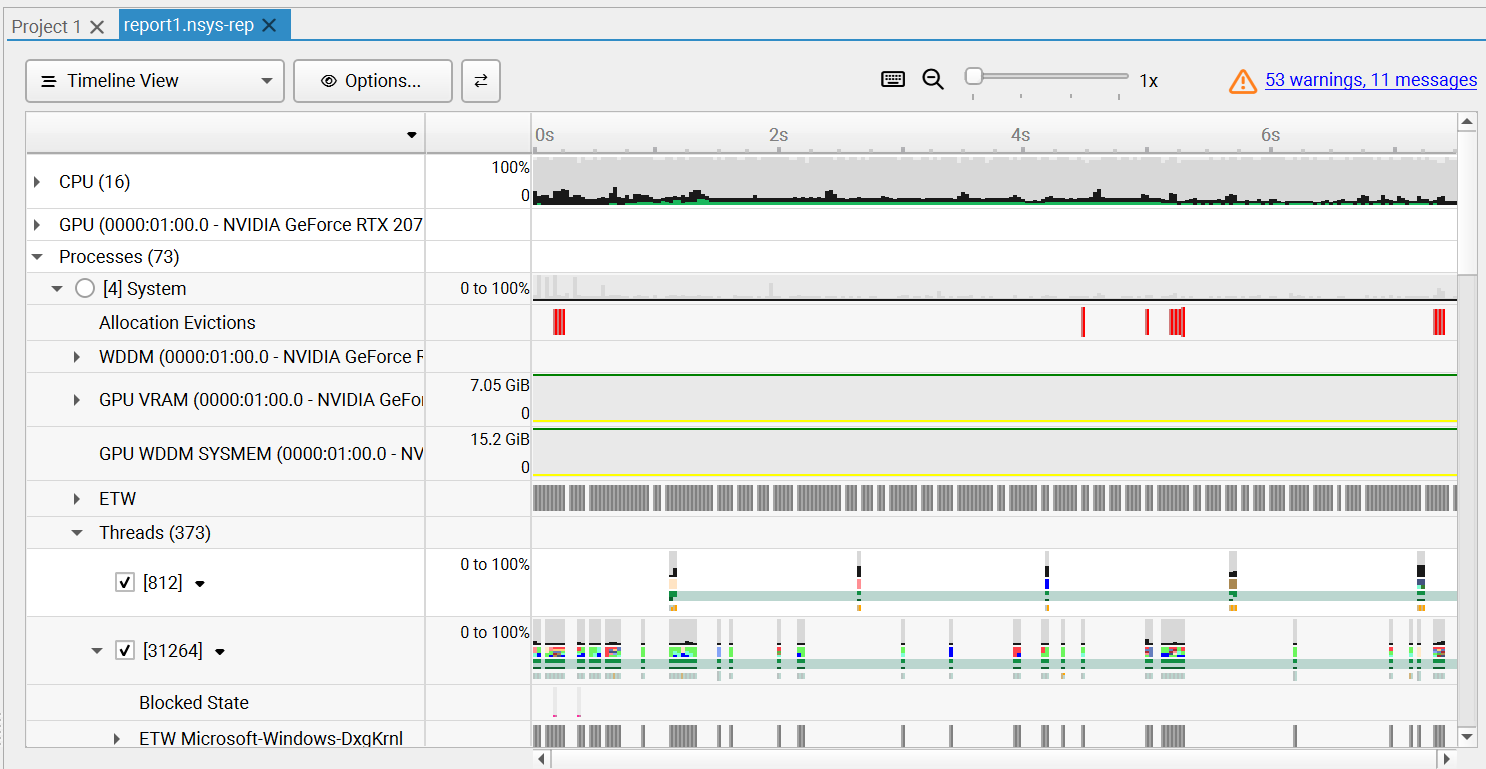 Project 1
report1.nsys-rep
Timeline View
Options...
1x
53 warnings, 11 messages
0s 2s 4s 6s
CPU (16)
100%
0
GPU (0000:01:00.0 - NVIDIA GeForce RTX 207
Processes (73)
[4] System
0 to 100%
Allocation Evictions
WDDM (0000:01:00.0 - NVIDIA GeForce R
GPU VRAM (0000:01:00.0 - NVIDIA GeFor
7.05 GiB
0
GPU WDDM SYSMEM (0000:01:00.0 - NV
15.2 GiB
0
ETW
Threads (373)
[812]
0 to 100%
[31264]
0 to 100%
Blocked State
ETW Microsoft-Windows-DxgKrnl